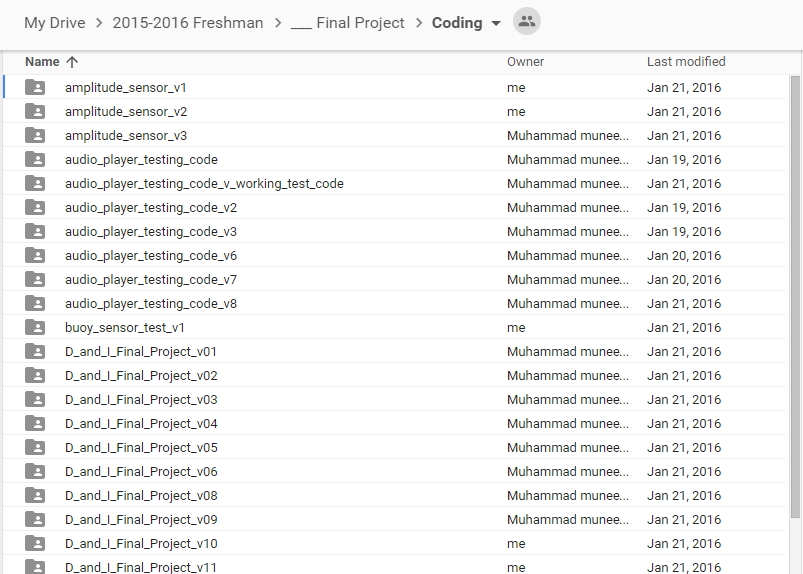 My Drive > 2015-2016 Freshman > ___ Final Project > Coding
Name Owner Last modified
amplitude_sensor_v1 me Jan 21, 2016
amplitude_sensor_v2 me Jan 21, 2016
amplitude_sensor_v3 Muhammad munee... Jan 21, 2016
audio_player_testing_code Muhammad munee... Jan 19, 2016
audio_player_testing_code_v_working_test_code Muhammad munee... Jan 21, 2016
audio_player_testing_code_v2 Muhammad munee... Jan 19, 2016
audio_player_testing_code_v3 Muhammad munee... Jan 19, 2016
audio_player_testing_code_v6 Muhammad munee... Jan 20, 2016
audio_player_testing_code_v7 Muhammad munee... Jan 20, 2016
audio_player_testing_code_v8 Muhammad munee... Jan 21, 2016
buoy_sensor_test_v1 me Jan 21, 2016
D_and_I_Final_Project_v01 Muhammad munee... Jan 21, 2016
D_and_I_Final_Project_v02 Muhammad munee... Jan 21, 2016
D_and_I_Final_Project_v03 Muhammad munee... Jan 21, 2016
D_and_I_Final_Project_v04 Muhammad munee... Jan 21, 2016
D_and_I_Final_Project_v05 Muhammad munee... Jan 21, 2016
D_and_I_Final_Project_v06 Muhammad munee... Jan 21, 2016
D_and_I_Final_Project_v08 Muhammad munee... Jan 21, 2016
D_and_I_Final_Project_v09 Muhammad munee... Jan 21, 2016
D_and_I_Final_Project_v10 me Jan 21, 2016
D_and_I_Final_Project_v11 me Jan 21, 2016